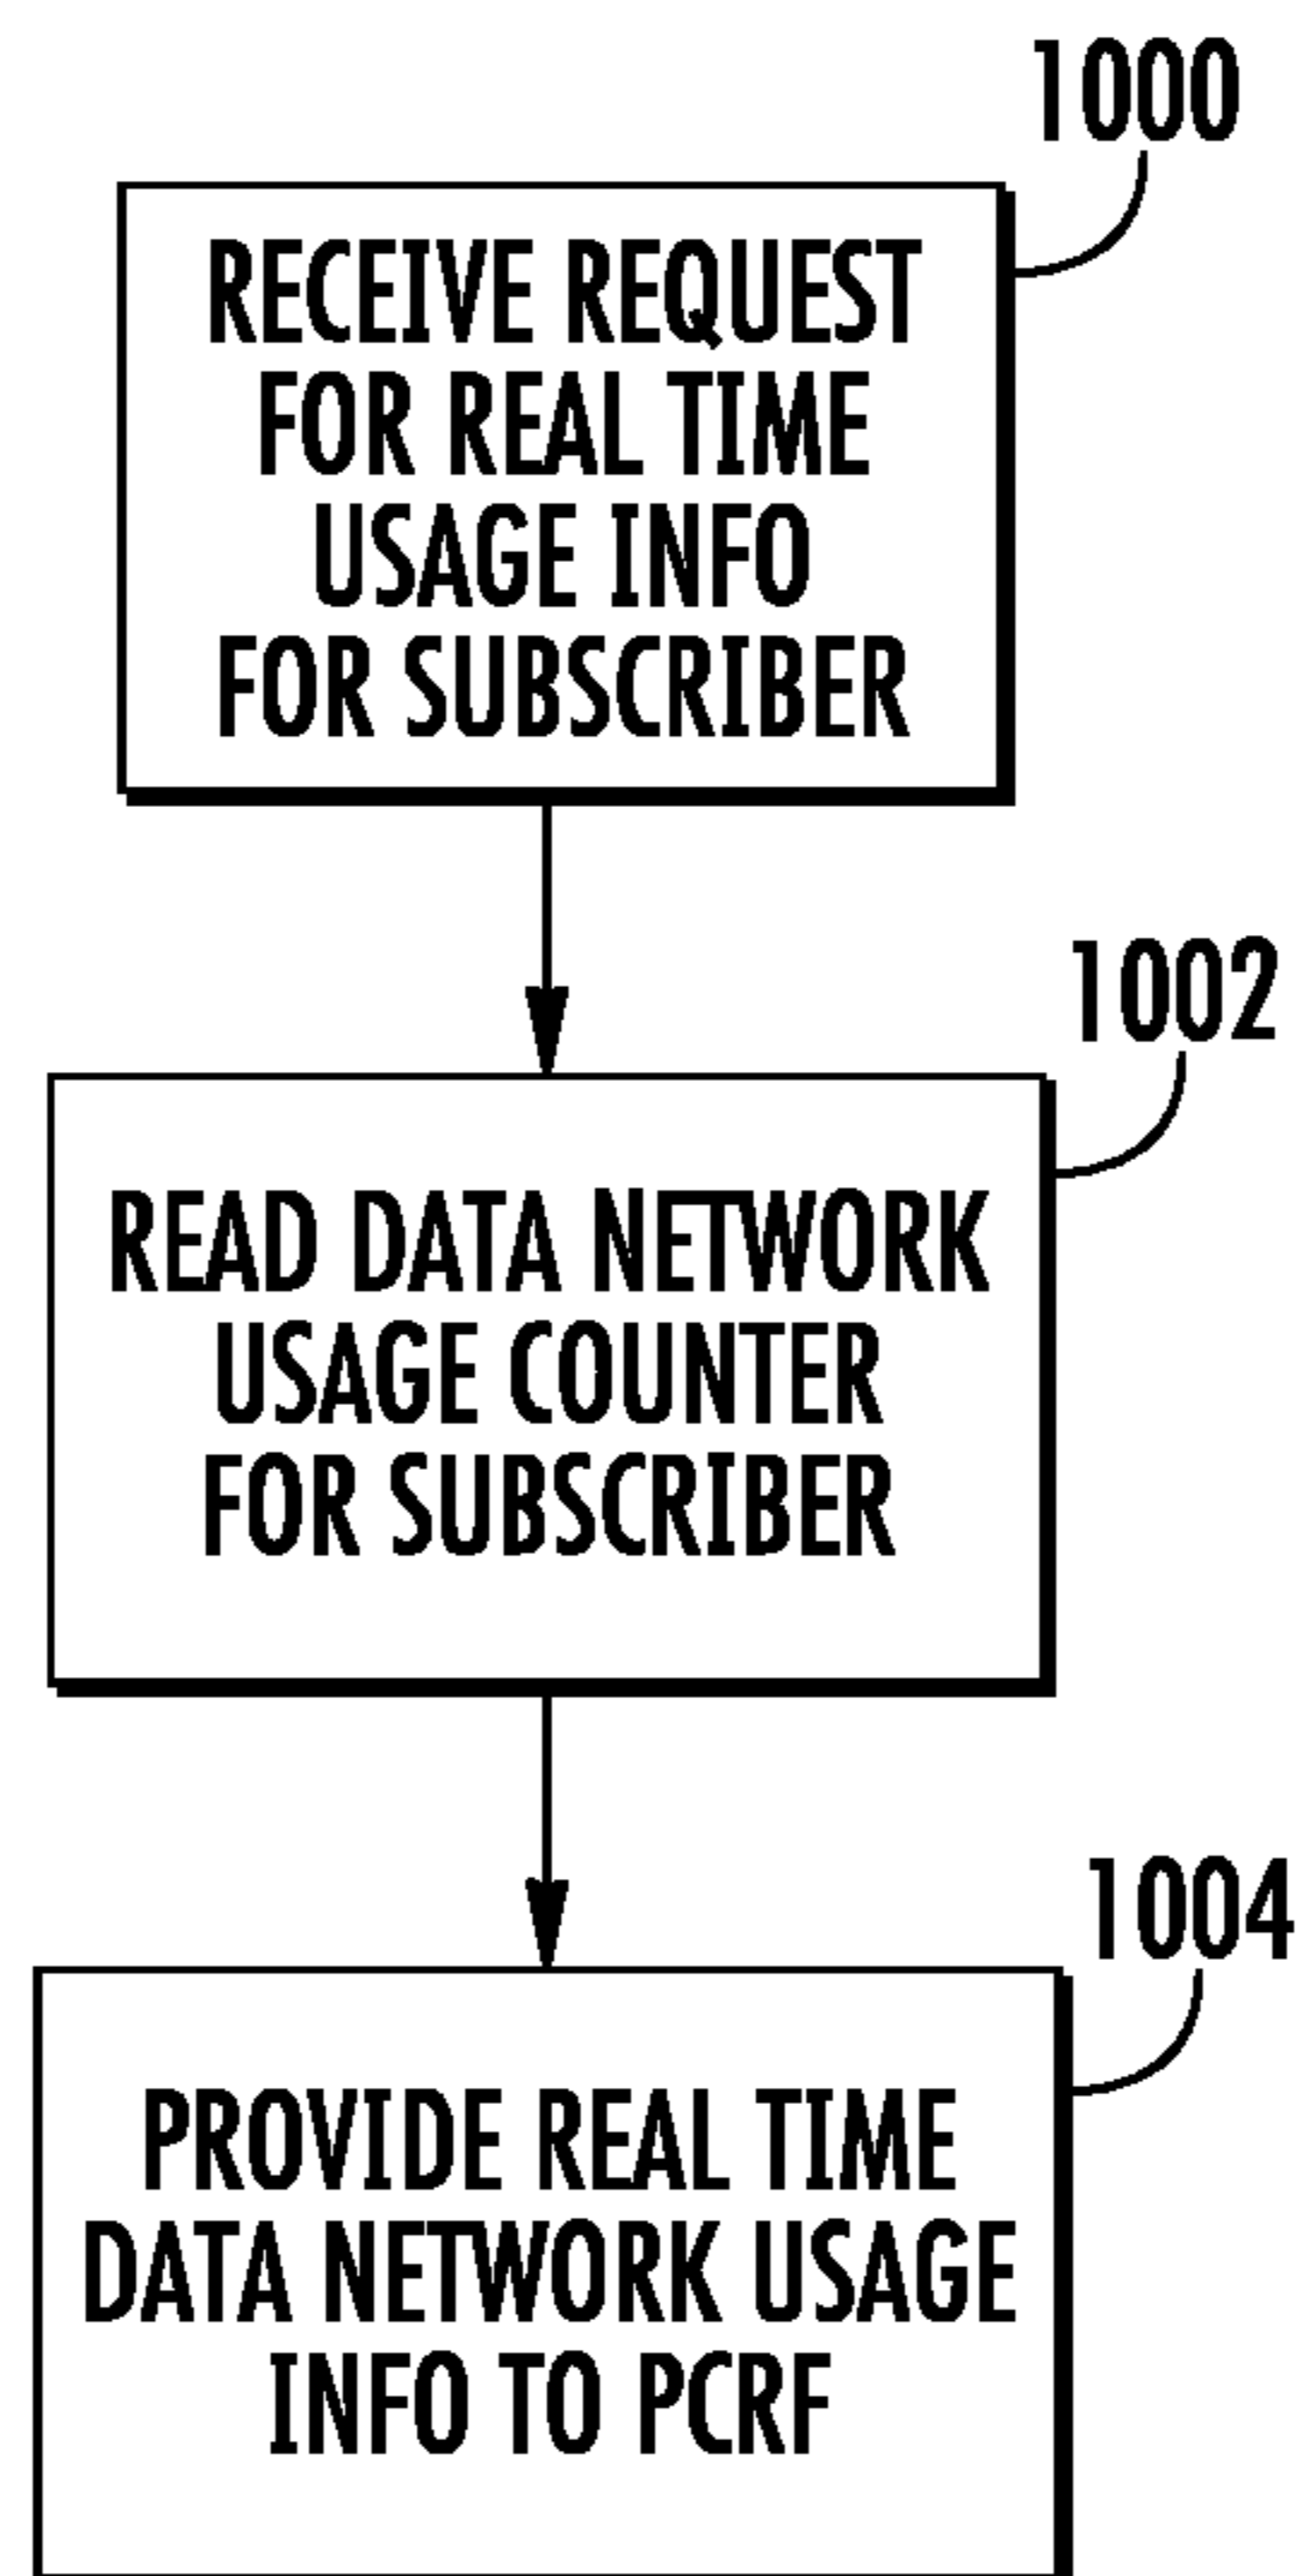 1000
RECEIVE REQUEST
FOR REAL TIME
USAGE INFO
FOR SUBSCRIBER
1002
READ DATA NETWORK
USAGE COUNTER
FOR SUBSCRIBER
1004
PROVIDE REAL TIME
DATA NETWORK USAGE
INFO TO PCRF